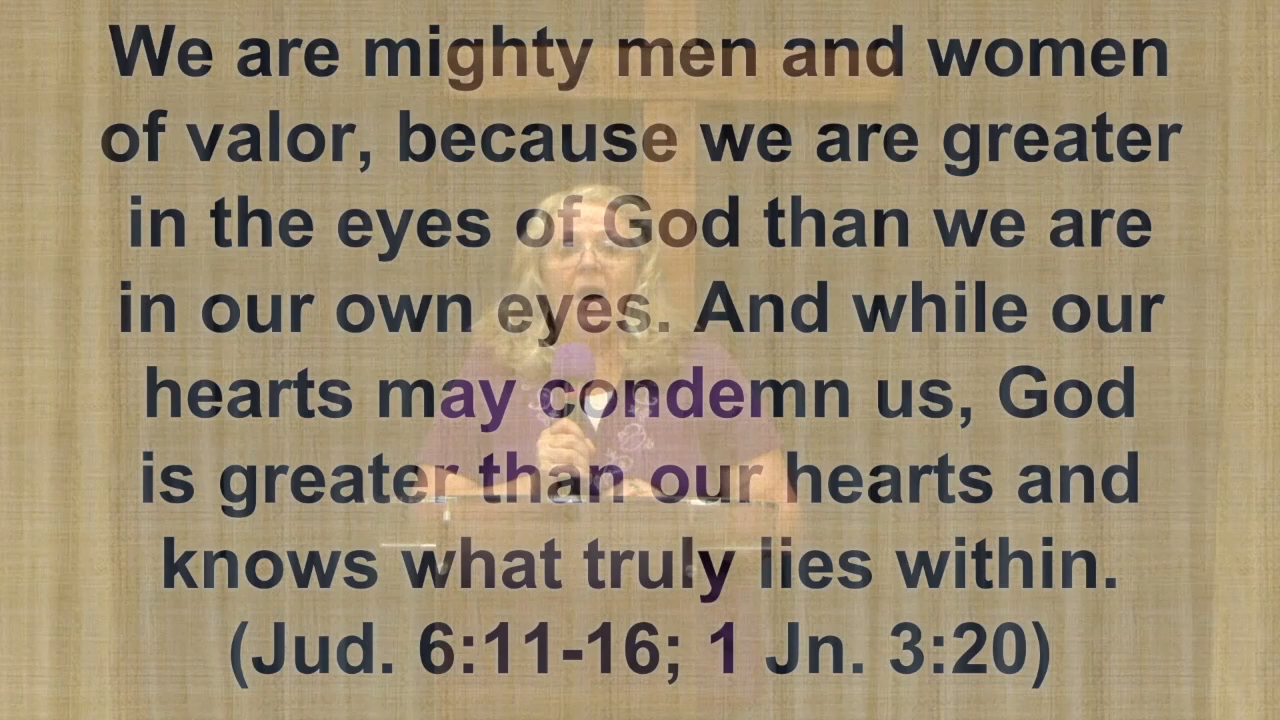 We are mighty men and women
of valor, because we are greater
in the eyes of God than we are
in our own eyes. And while our
hearts may condemn us, God
is greater than our hearts and
knows what truly lies within.
(Jud. 6:11-16; 1 Jn. 3:20)